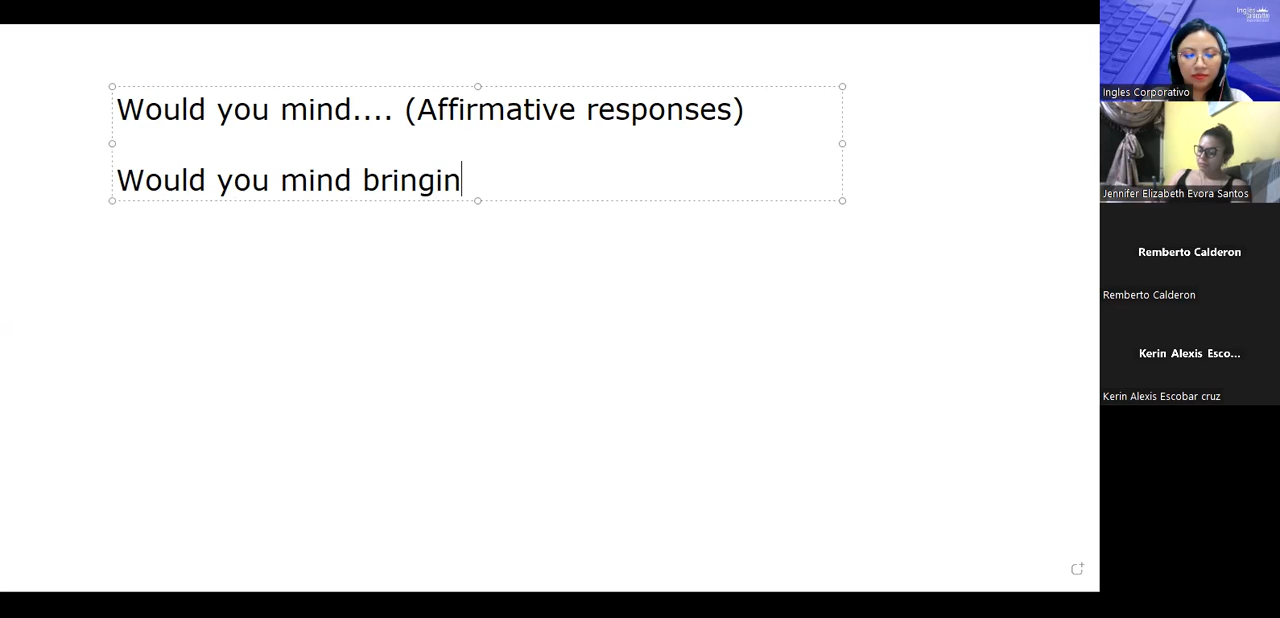 Would you mind.... (Affirmative responses)
Would you mind bringin
Ingles Corporativo
Jennifer Elizabeth Evora Santos
Remberto Calderon
Remberto Calderon
Kerin Alexis Esco...
Kerin Alexis Escobar cruz